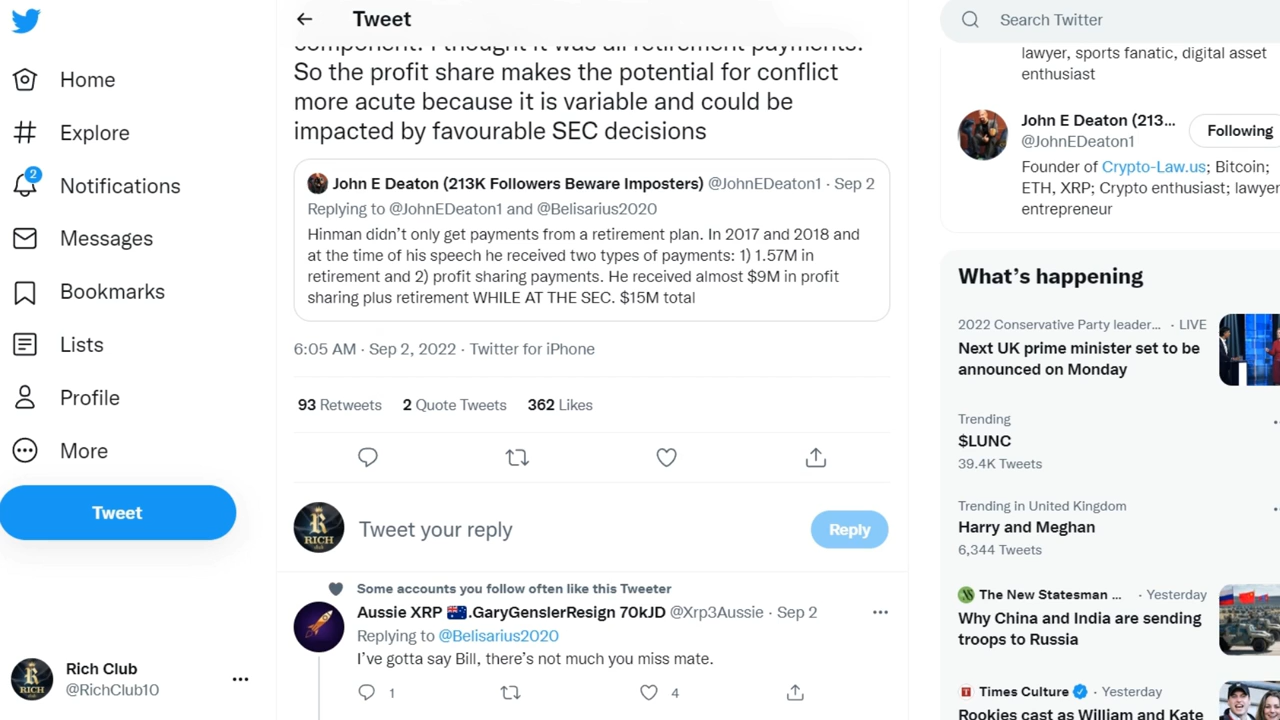 Home
Explore
2
Notifications
Messages
Bookmarks
Lists
Profile
More
Tweet
Rich Club
@RichClub10
Tweet
component. I thought it was all retirement payments.
So the profit share makes the potential for conflict
more acute because it is variable and could be
impacted by favourable SEC decisions
John E Deaton (213K Followers Beware Imposters) @JohnEDeaton1 · Sep 2
Replying to @JohnEDeaton1 and @Belisarius2020
Hinman didn’t only get payments from a retirement plan. In 2017 and 2018 and
at the time of his speech he received two types of payments: 1) 1.57M in
retirement and 2) profit sharing payments. He received almost $9M in profit
sharing plus retirement WHILE AT THE SEC. $15M total
6:05 AM · Sep 2, 2022 · Twitter for iPhone
93 Retweets 2 Quote Tweets 362 Likes
RICH
Tweet your reply
Reply
Some accounts you follow often like this Tweeter
Aussie XRP 🇦🇺.GaryGenslerResign 70kJD @Xrp3Aussie · Sep 2
Replying to @Belisarius2020
I’ve gotta say Bill, there’s not much you miss mate.
1 4
Search Twitter
lawyer, sports fanatic, digital asset
enthusiast
John E Deaton (213...
@JohnEDeaton1
Following
Founder of Crypto-Law.us; Bitcoin;
ETH, XRP; Crypto enthusiast; lawyer
entrepreneur
What’s happening
2022 Conservative Party leader... · LIVE
Next UK prime minister set to be
announced on Monday
Trending
$LUNC
39.4K Tweets
Trending in United Kingdom
Harry and Meghan
6,344 Tweets
The New Statesman ... · Yesterday
Why China and India are sending
troops to Russia
Times Culture · Yesterday
Rookies cast as William and Kate